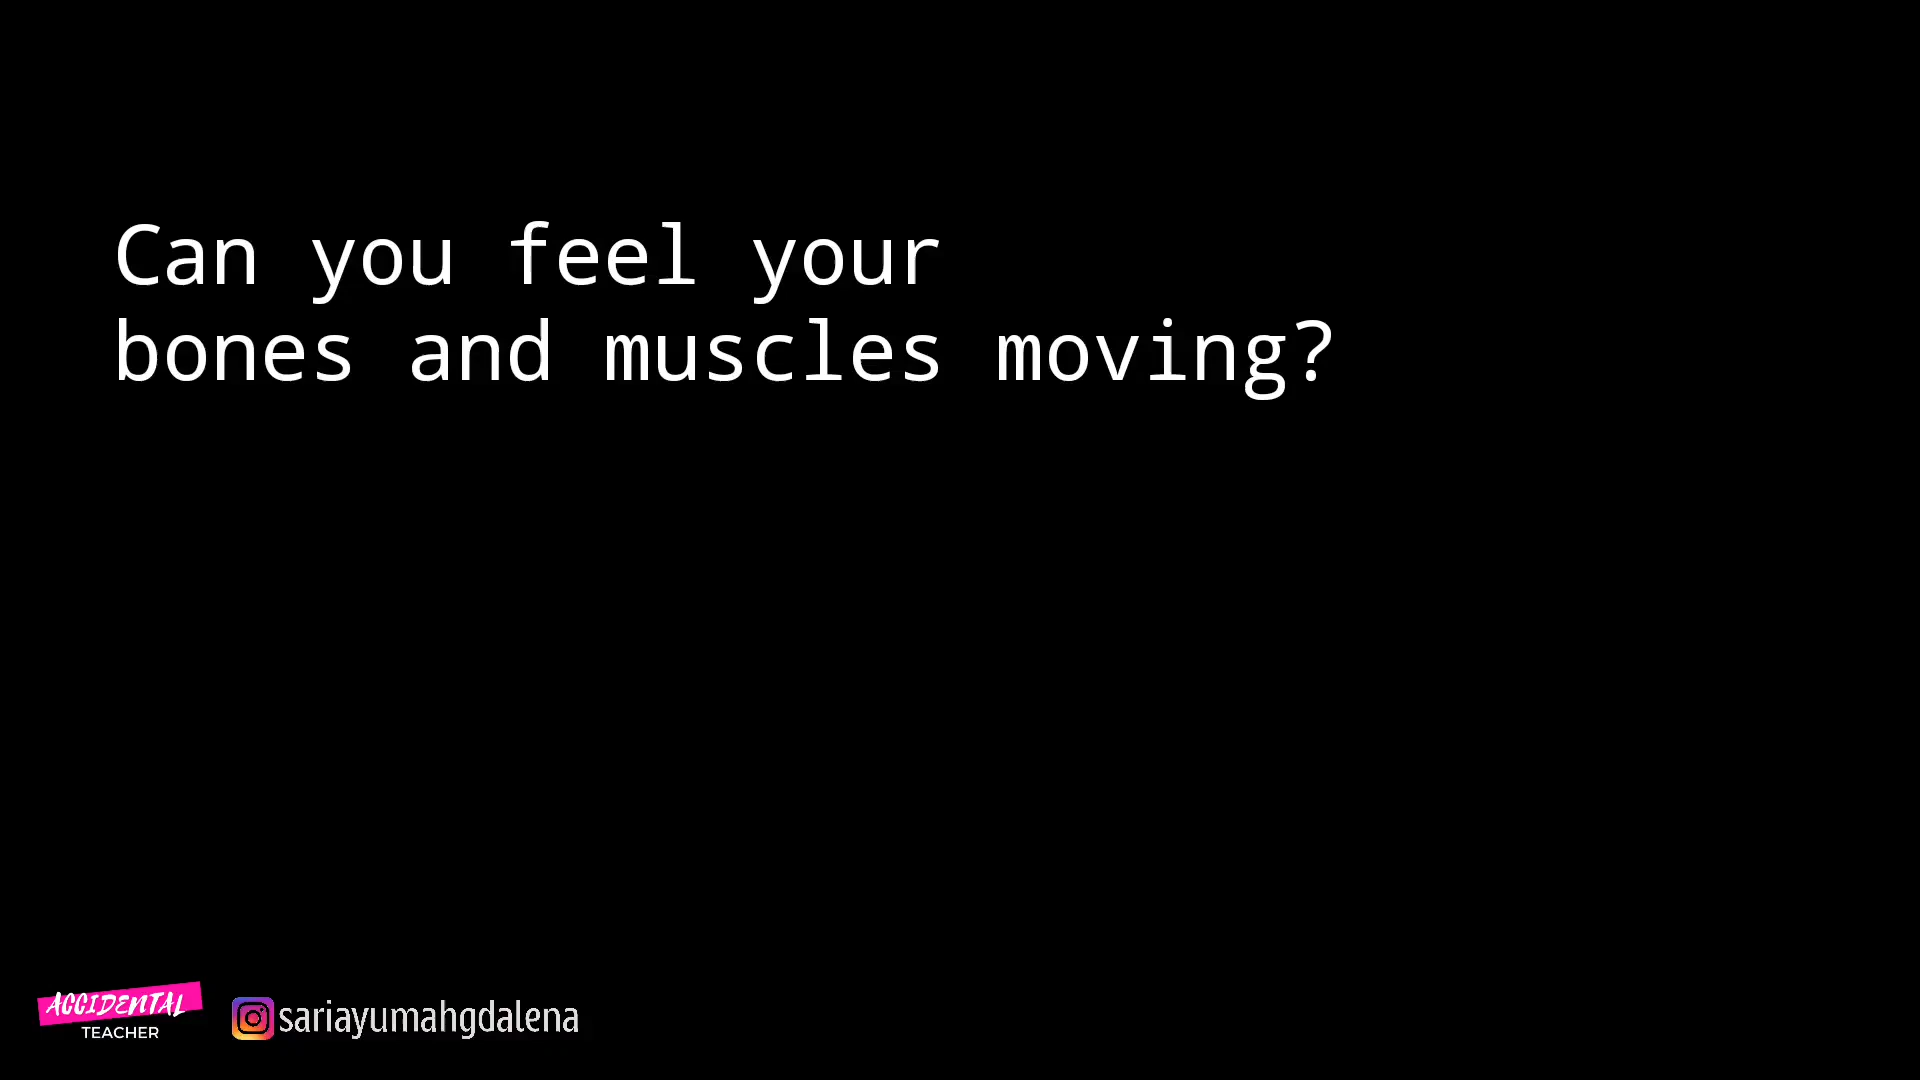 Can you feel your
bones and muscles moving?
ACCIDENTAL
TEACHER
sariayumahgdalena